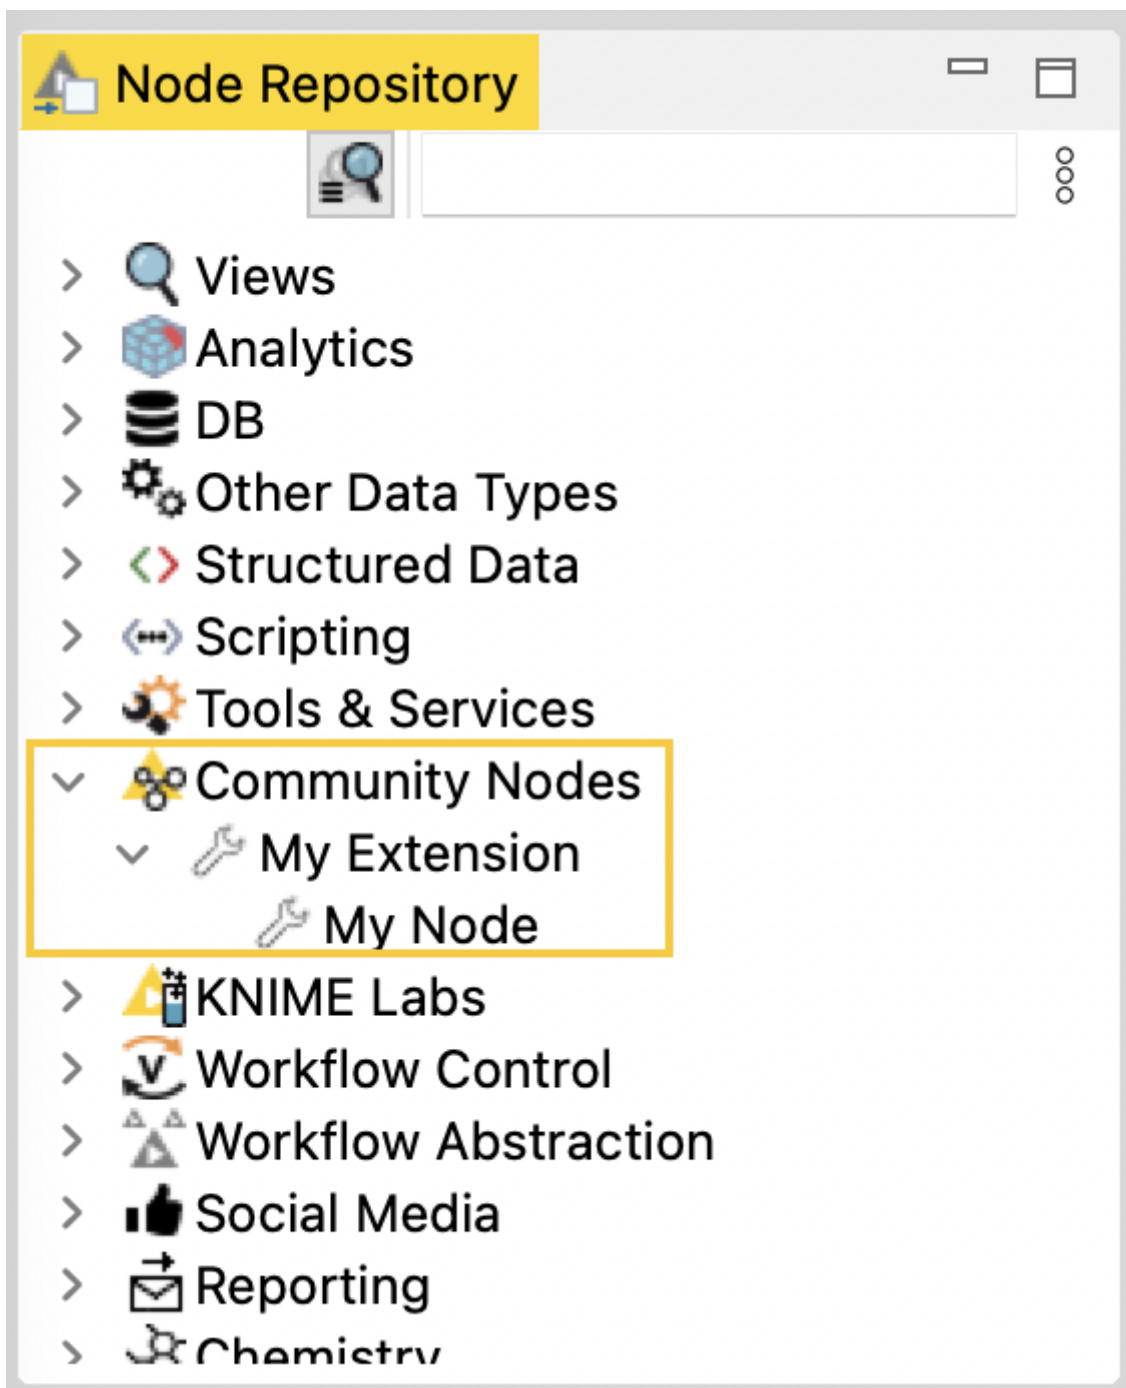 Node Repository
Views
Analytics
DB
Other Data Types
Structured Data
Scripting
Tools & Services
Community Nodes
My Extension
My Node
KNIME Labs
Workflow Control
Workflow Abstraction
Social Media
Reporting
Chemistry